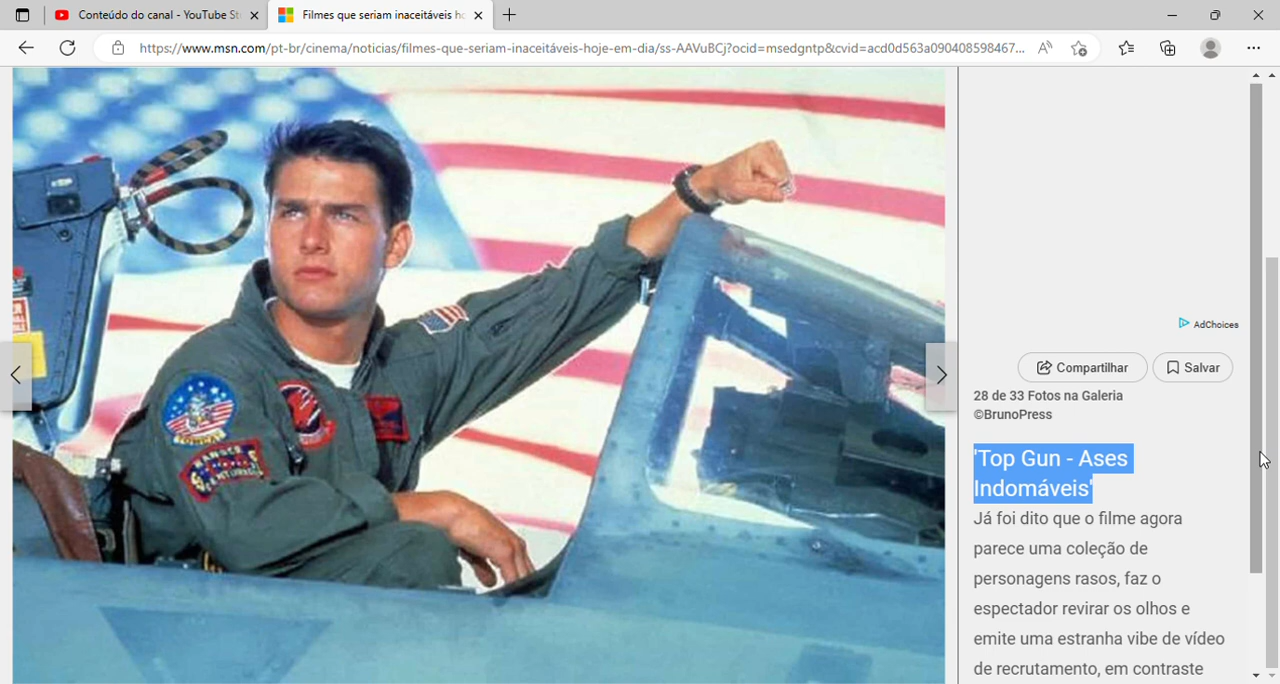 Conteúdo do canal - YouTube St
Filmes que seriam inaceitáveis ho
https://www.msn.com/pt-br/cinema/noticias/filmes-que-seriam-inaceitáveis-hoje-em-dia/ss-AAVuBCj?ocid=msedgntp&cvid=acd0d563a090408598467...
AdChoices
Compartilhar
Salvar
28 de 33 Fotos na Galeria
©BrunoPress
'Top Gun - Ases
Indomáveis'
Já foi dito que o filme agora
parece uma coleção de
personagens rasos, faz o
espectador revirar os olhos e
emite uma estranha vibe de vídeo
de recrutamento, em contraste
TOMCAT